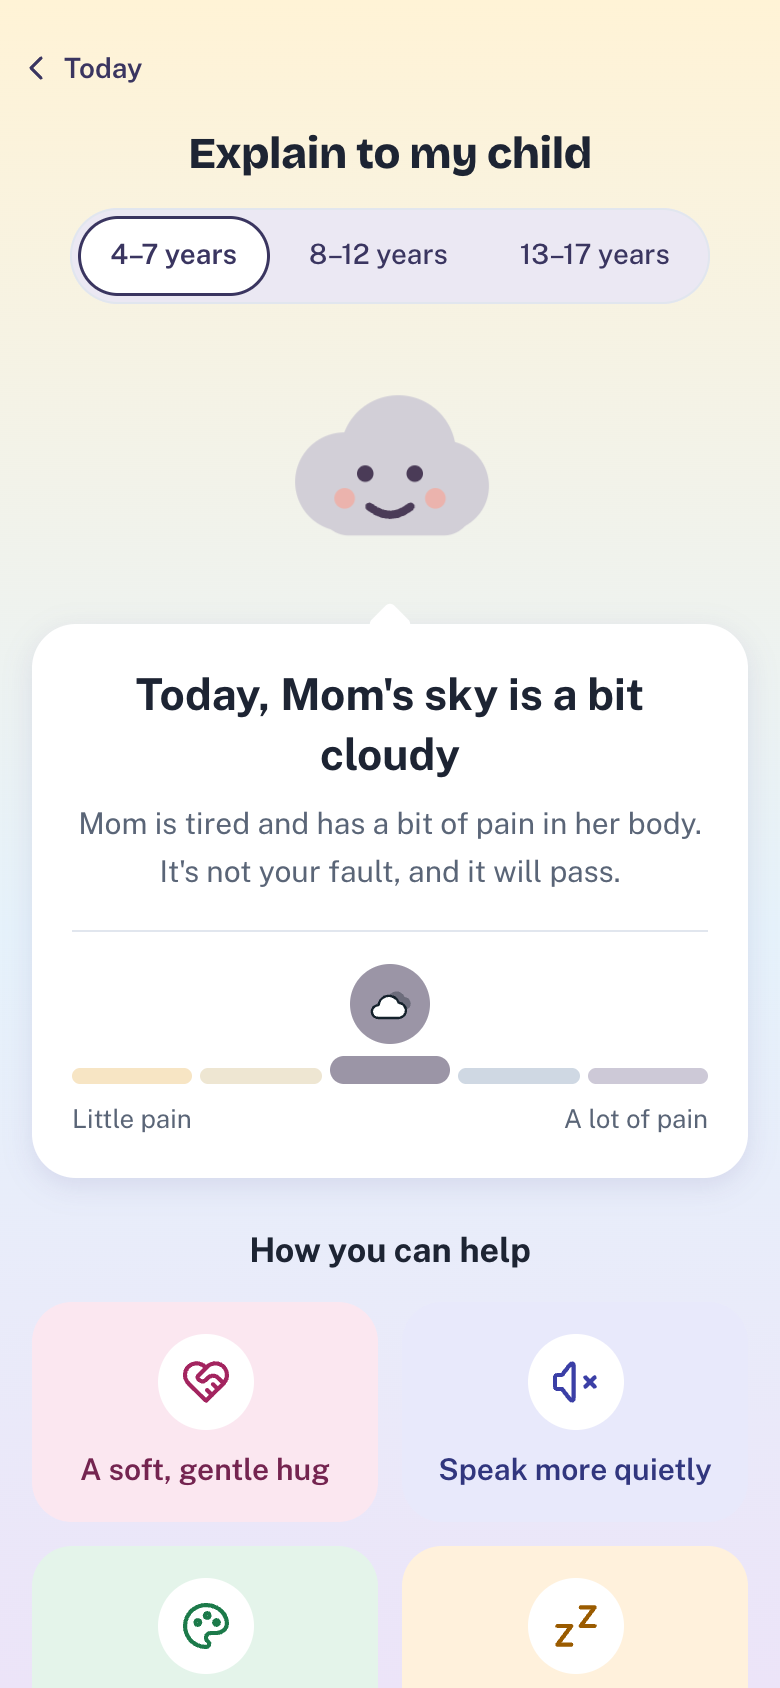 Today
Explain to my child
4–7 years
8–12 years
13–17 years
Today, Mom's sky is a bit
cloudy
Mom is tired and has a bit of pain in her body.
It's not your fault, and it will pass.
Little pain
A lot of pain
How you can help
A soft, gentle hug
Speak more quietly